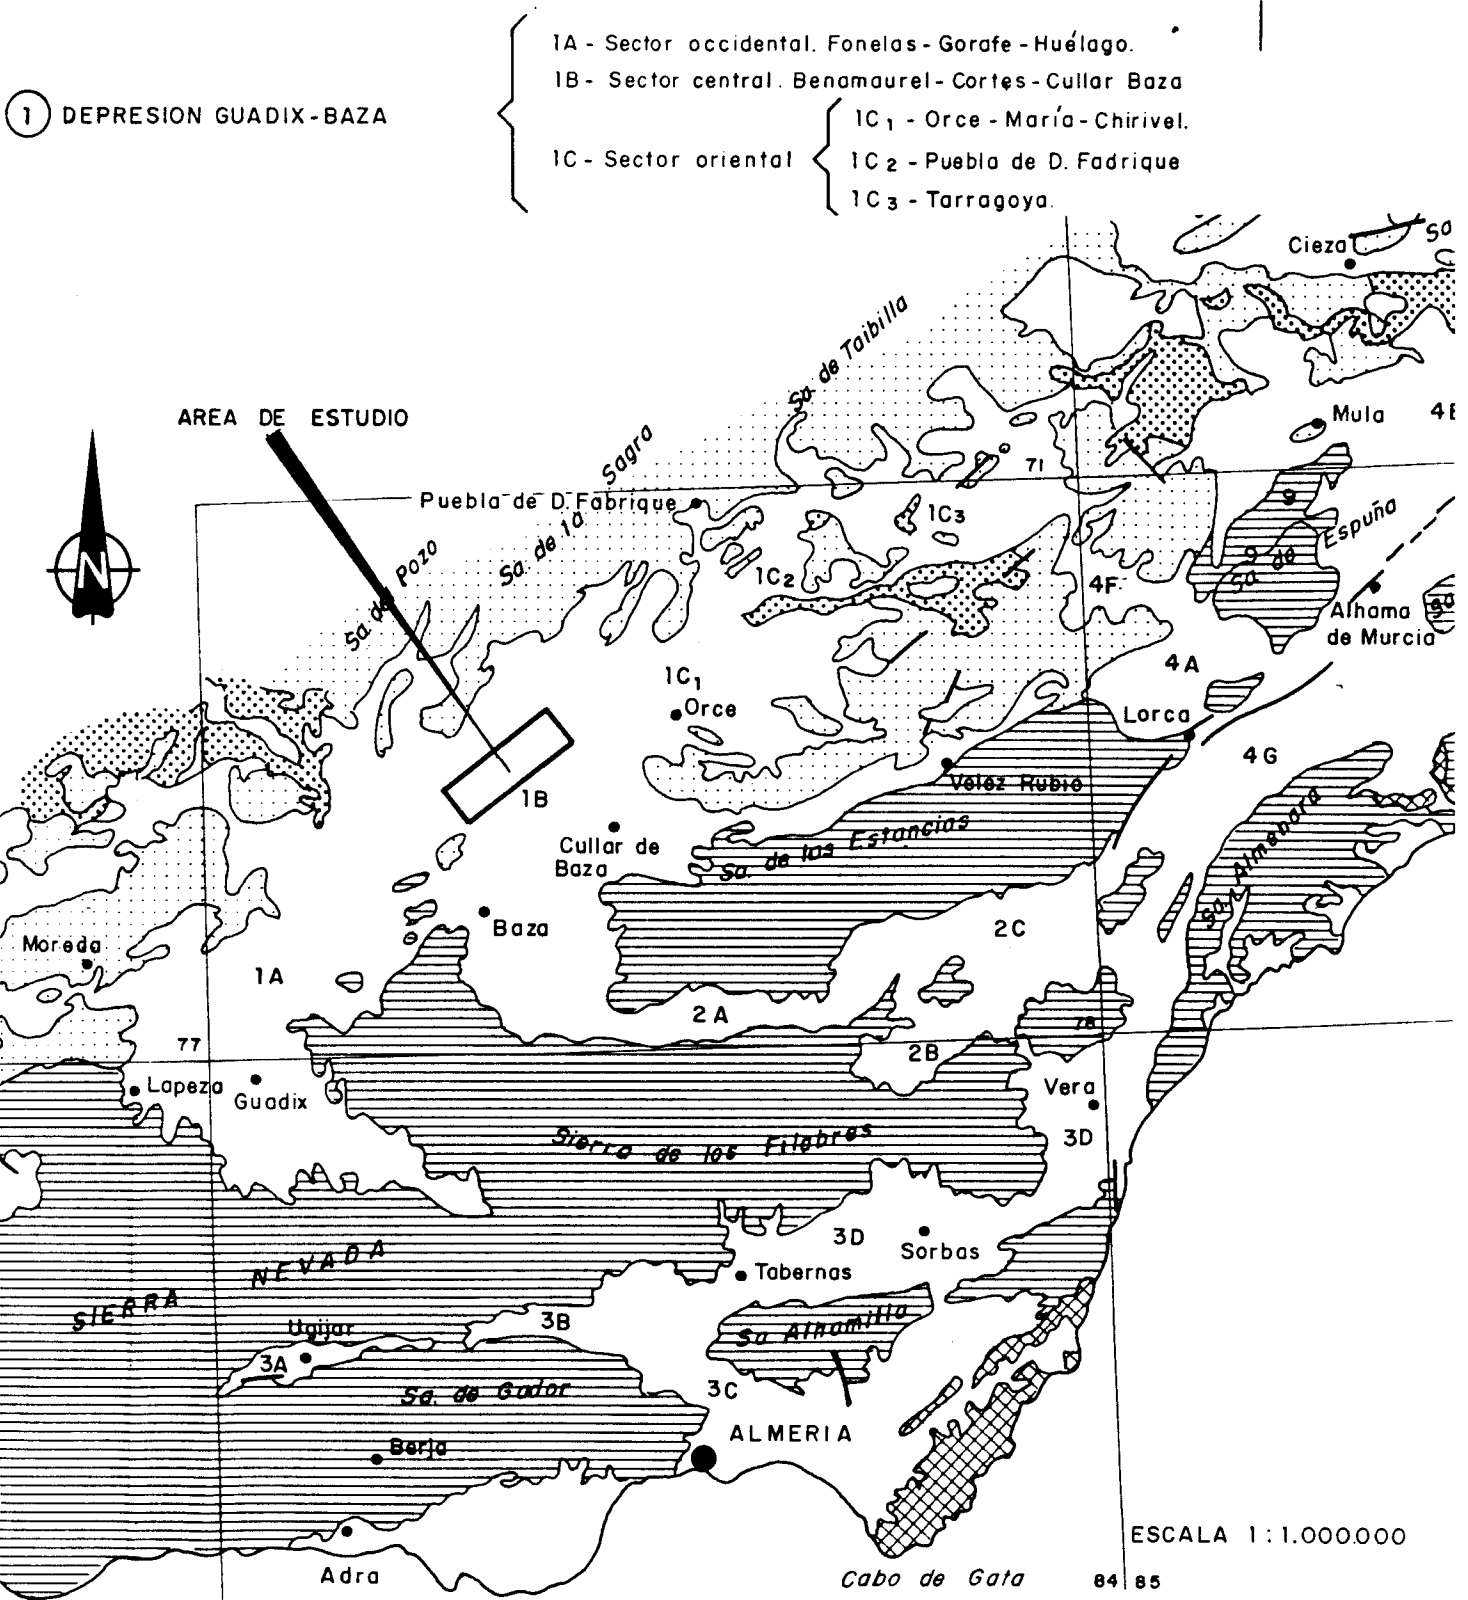 1A - Sector occidental. Fonelas - Gorafe - Huélago.
1B - Sector central. Benamaurel - Cortes - Cullar Baza
1 DEPRESION GUADIX - BAZA
1C1 - Orce - María - Chirivel.
1C - Sector oriental
1C2 - Puebla de D. Fadrique
1C3 - Tarragoya.
Cieza
Sa
Sa. de Taibilla
AREA DE ESTUDIO
Mula
4E
Sa. de la Sagra
71
Puebla de D. Fabrique
9
1C3
Sa. de Espuña
9
N
Sa. de Pozo
1C2
4F
Alhama
de Murcia
Sa
4A
1C1
Orce
Lorca
4G
Velez Rubio
1B
Cullar de
Baza
Sa. de las Estancias
Sa. Almenara
Baza
2C
Moreda
1A
2A
78
77
2B
Lapeza
Guadix
Vera
3D
Sierra de los Filabres
3D
Sorbas
SIERRA NEVADA
Tabernas
3B
Ugijar
Sa Alhamilla
3A
Sa. de Gador
3C
ALMERIA
Berja
ESCALA 1:1.000.000
Adra
Cabo de Gata
84 85